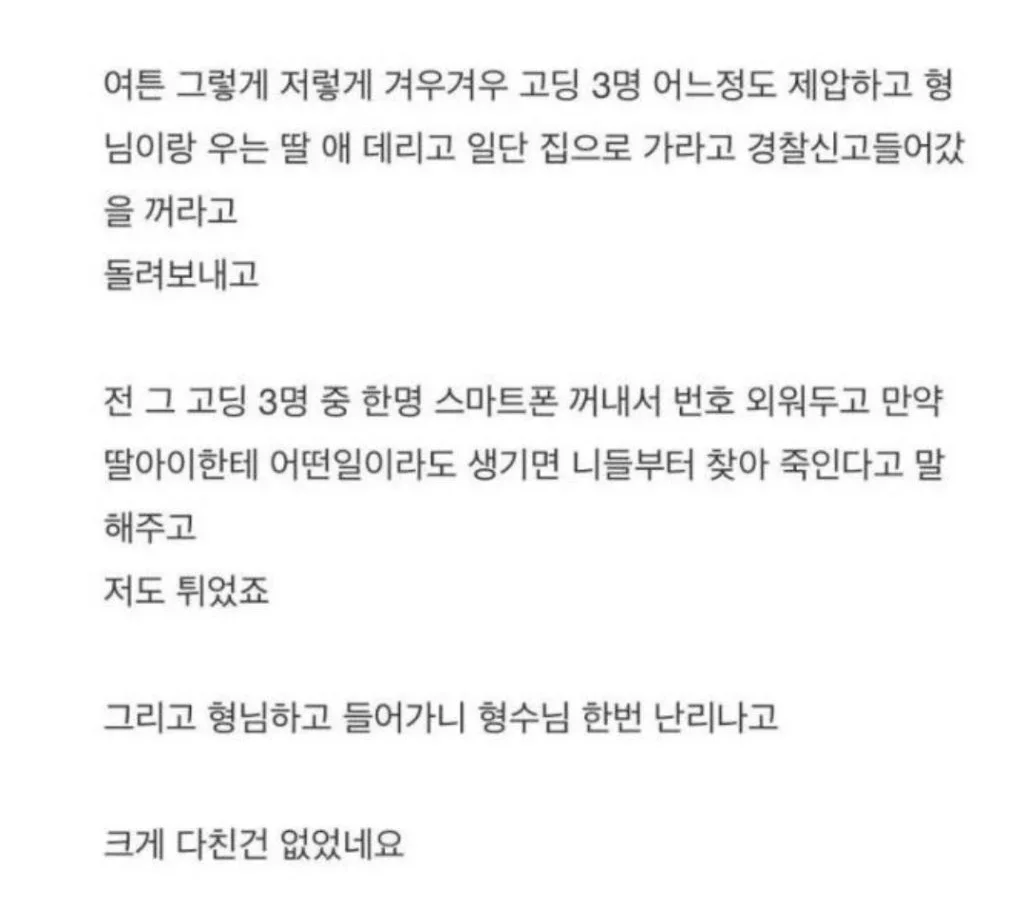 여튼 그렇게 저렇게 겨우겨우 고딩 3명 어느정도 제압하고 형
님이랑 우는 딸 애 데리고 일단 집으로 가라고 경찰신고들어갔
을 꺼라고
돌려보내고
전 그 고딩 3명 중 한명 스마트폰 꺼내서 번호 외워두고 만약
딸아이한테 어떤일이라도 생기면 니들부터 찾아 죽인다고 말
해주고
저도 튀었죠
그리고 형님하고 들어가니 형수님 한번 난리나고
크게 다친건 없었네요